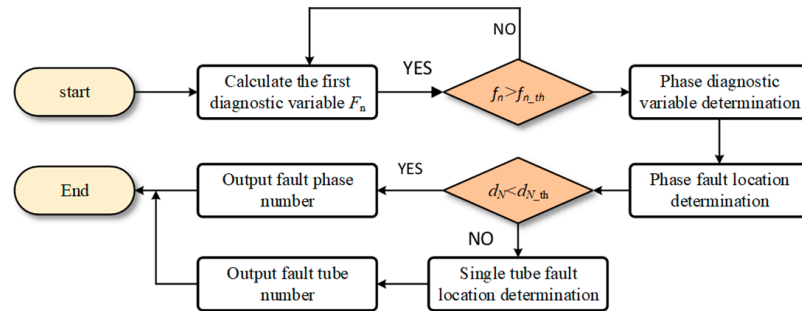 NO
start
Calculate the first
diagnostic variable Fn
YES
fn>fn_th
Phase diagnostic
variable determination
End
Output fault phase
number
YES
dN<dN_th
Phase fault location
determination
NO
Output fault tube
number
Single tube fault
location determination